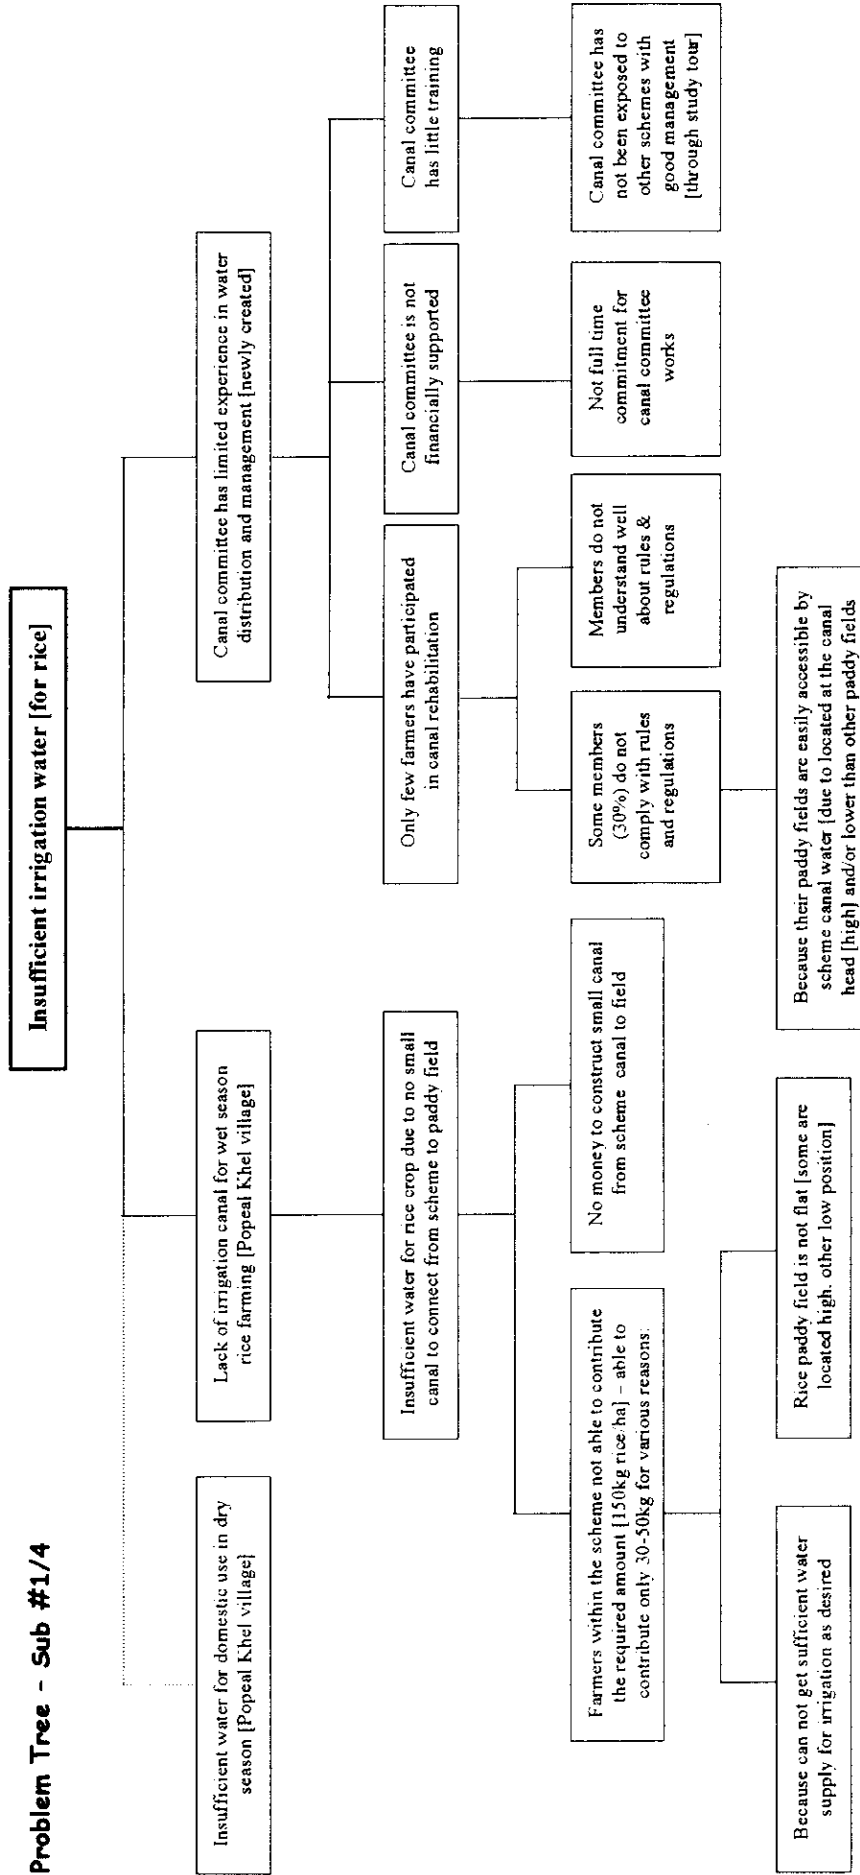 Problem Tree - Sub #1/4
Insufficient irrigation water [for rice]
Insufficient water for domestic use in dry
season [Popeal Khel village]
Lack of irrigation canal for wet season
rice farming [Popeal Khel village]
Canal committee has limited experience in water
distribution and management [newly created]
Insufficient water for rice crop due to no small
canal to connect from scheme to paddy field
Only few farmers have participated
in canal rehabilitation
Canal committee is not
financially supported
Canal committee
has little training
Farmers within the scheme not able to contribute
the required amount [150kg rice/ha] – able to
contribute only 30-50kg for various reasons:
No money to construct small canal
from scheme canal to field
Some members
(30%) do not
comply with rules
and regulations
Members do not
understand well
about rules &
regulations
Not full time
commitment for
canal committee
works
Canal committee has
not been exposed to
other schemes with
good management
[through study tour]
Because can not get sufficient water
supply for irrigation as desired
Rice paddy field is not flat [some are
located high. other low position]
Because their paddy fields are easily accessible by
scheme canal water [due to located at the canal
head [high] and/or lower than other paddy fields